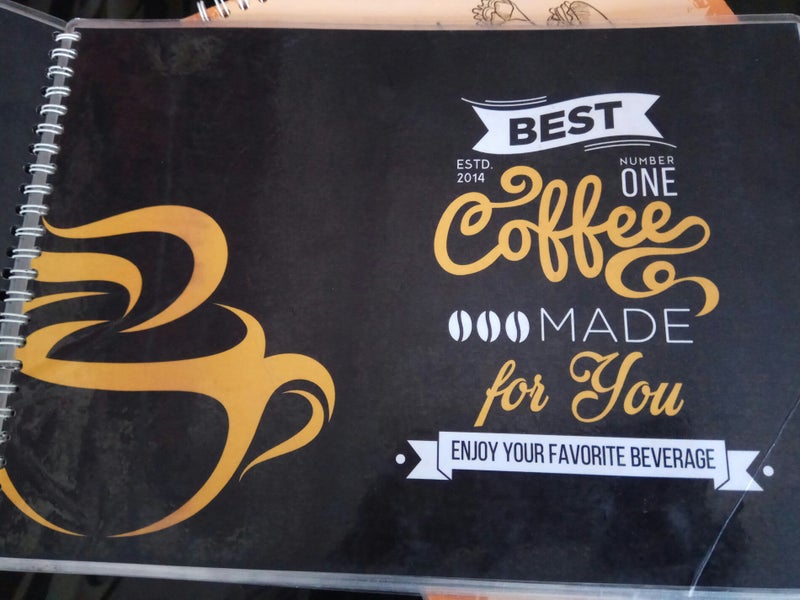 BEST
ESTD.
2014
NUMBER
ONE
Coffee
MADE
for You
ENJOY YOUR FAVORITE BEVERAGE